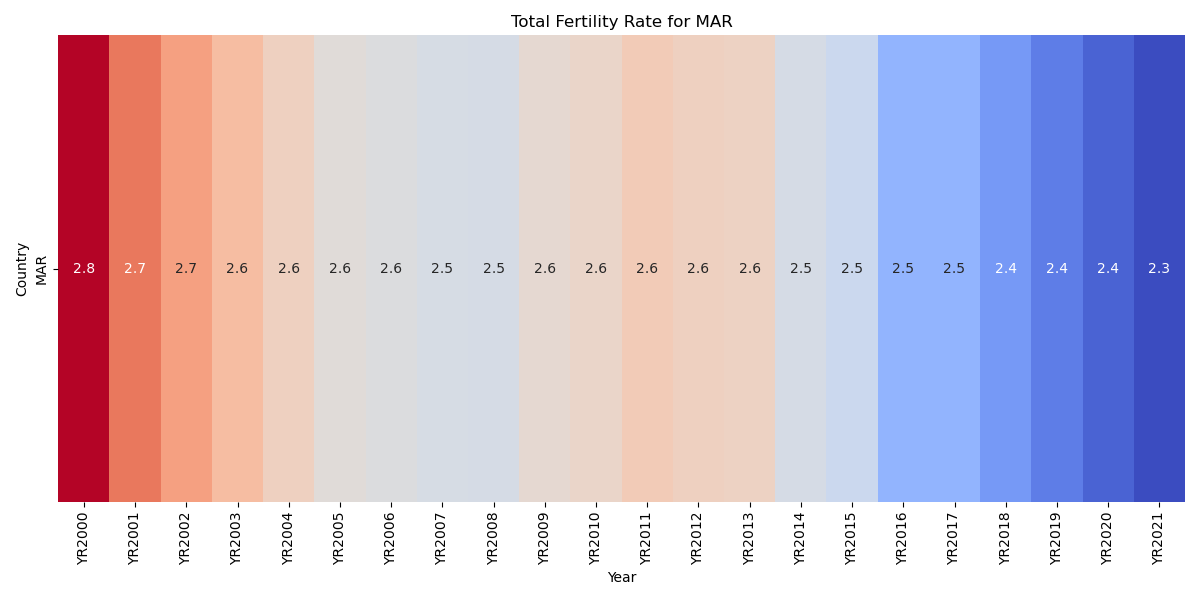 Total Fertility Rate for MAR
Country
MAR
2.8 2.7 2.7 2.6 2.6 2.6 2.6 2.5 2.5 2.6 2.6 2.6 2.6 2.6 2.5 2.5 2.5 2.5 2.4 2.4 2.4 2.3
YR2000 YR2001 YR2002 YR2003 YR2004 YR2005 YR2006 YR2007 YR2008 YR2009 YR2010 YR2011 YR2012 YR2013 YR2014 YR2015 YR2016 YR2017 YR2018 YR2019 YR2020 YR2021
Year